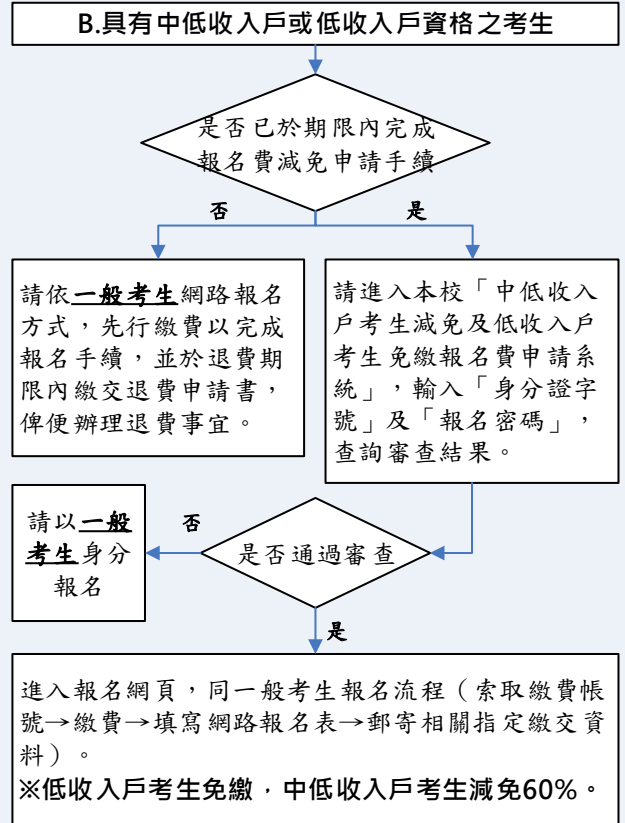 B.具有中低收入戶或低收入戶資格之考生
是否已於期限內完成
報名費減免申請手續
否
是
請依一般考生網路報名
方式，先行繳費以完成
報名手續，並於退費期
限內繳交退費申請書，
俾便辦理退費事宜。
請進入本校「中低收入
戶考生減免及低收入戶
考生免繳報名費申請系
統」，輸入「身分證字
號」及「報名密碼」，
查詢審查結果。
請以一般
考生身分
報名
否
是否通過審查
是
進入報名網頁，同一般考生報名流程（索取繳費帳
號→繳費→填寫網路報名表→郵寄相關指定繳交資
料）。
※低收入戶考生免繳，中低收入戶考生減免60%。